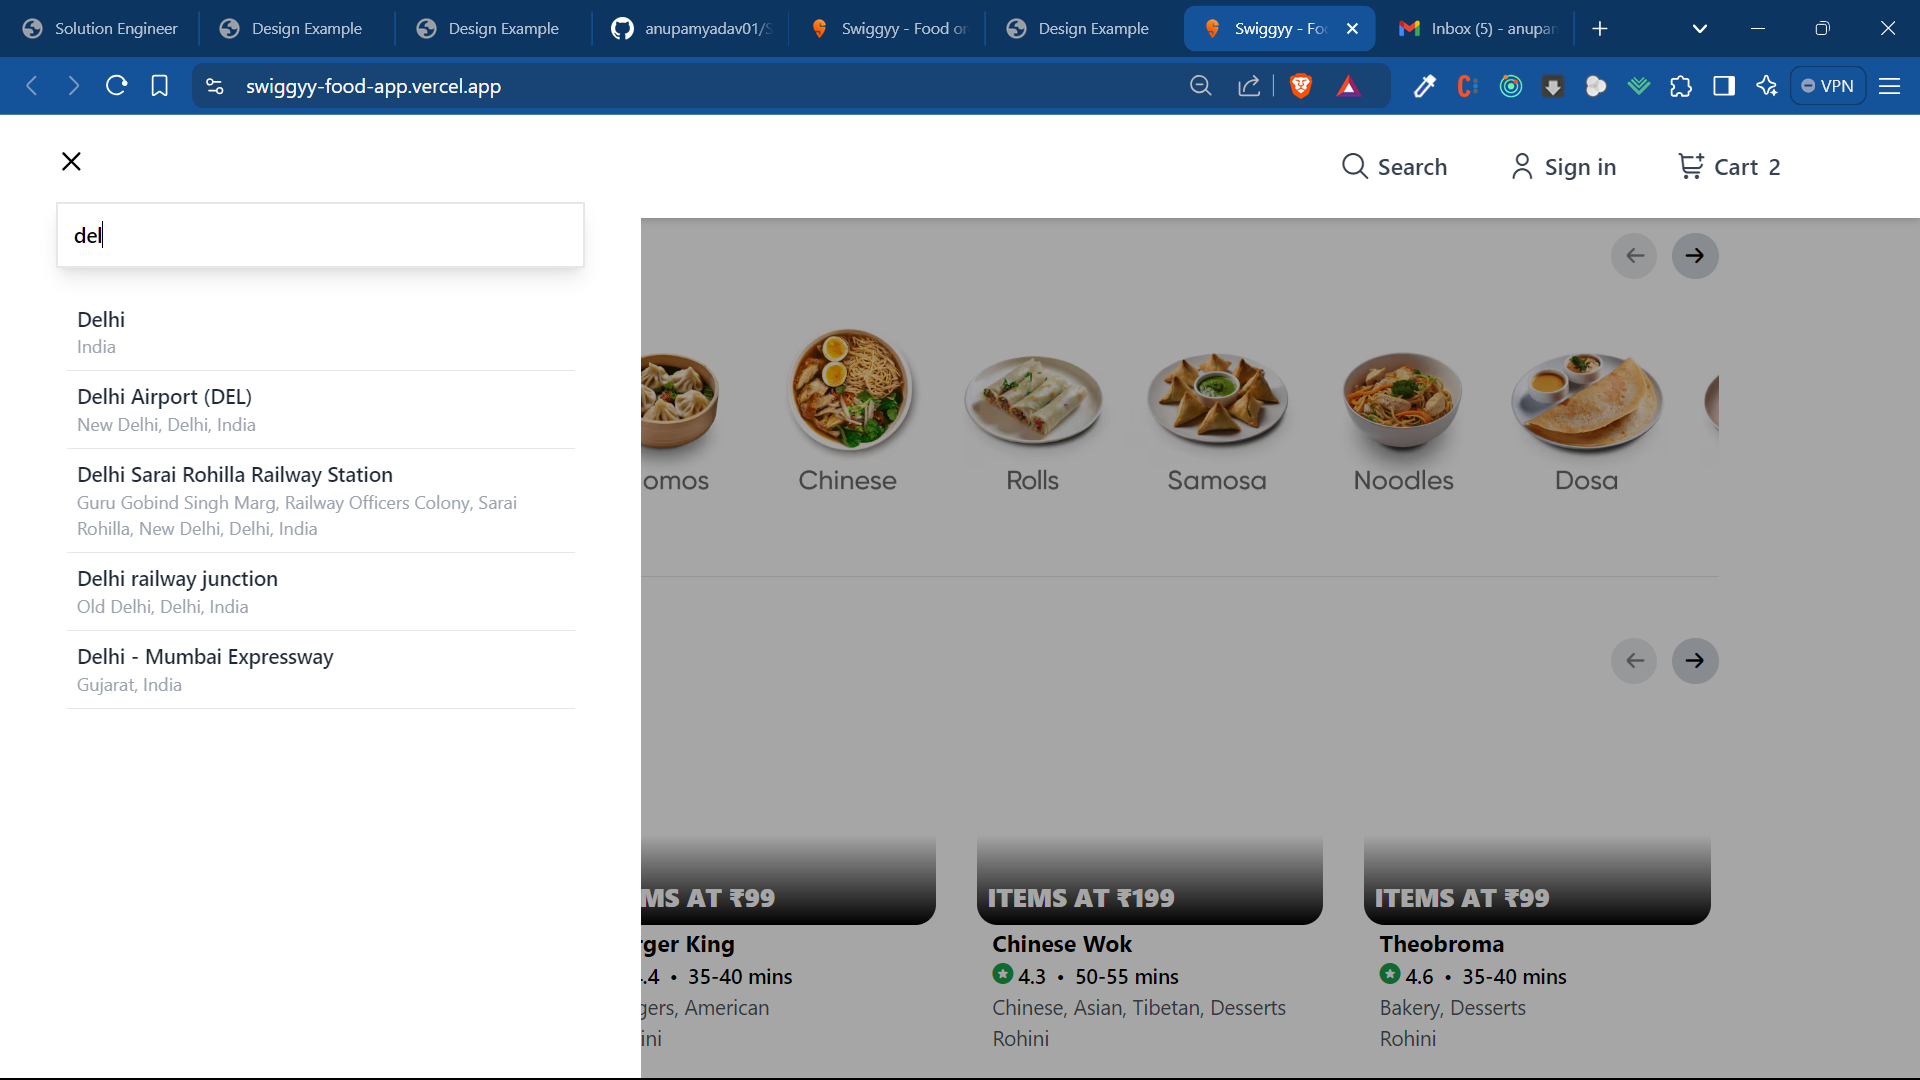 Solution Engineer
Design Example
Design Example
anupamyadav01/S
Swiggyy - Food or
Design Example
Swiggyy - Fo
Inbox (5) - anupam
swiggyy-food-app.vercel.app
VPN
Search
Sign in
Cart 2
del
Delhi
India
Delhi Airport (DEL)
New Delhi, Delhi, India
Delhi Sarai Rohilla Railway Station
Guru Gobind Singh Marg, Railway Officers Colony, Sarai
Rohilla, New Delhi, Delhi, India
Delhi railway junction
Old Delhi, Delhi, India
Delhi - Mumbai Expressway
Gujarat, India
omos
Chinese
Rolls
Samosa
Noodles
Dosa
MS AT ₹99
ITEMS AT ₹199
ITEMS AT ₹99
rger King
.4 • 35-40 mins
gers, American
ini
Chinese Wok
4.3 • 50-55 mins
Chinese, Asian, Tibetan, Desserts
Rohini
Theobroma
4.6 • 35-40 mins
Bakery, Desserts
Rohini